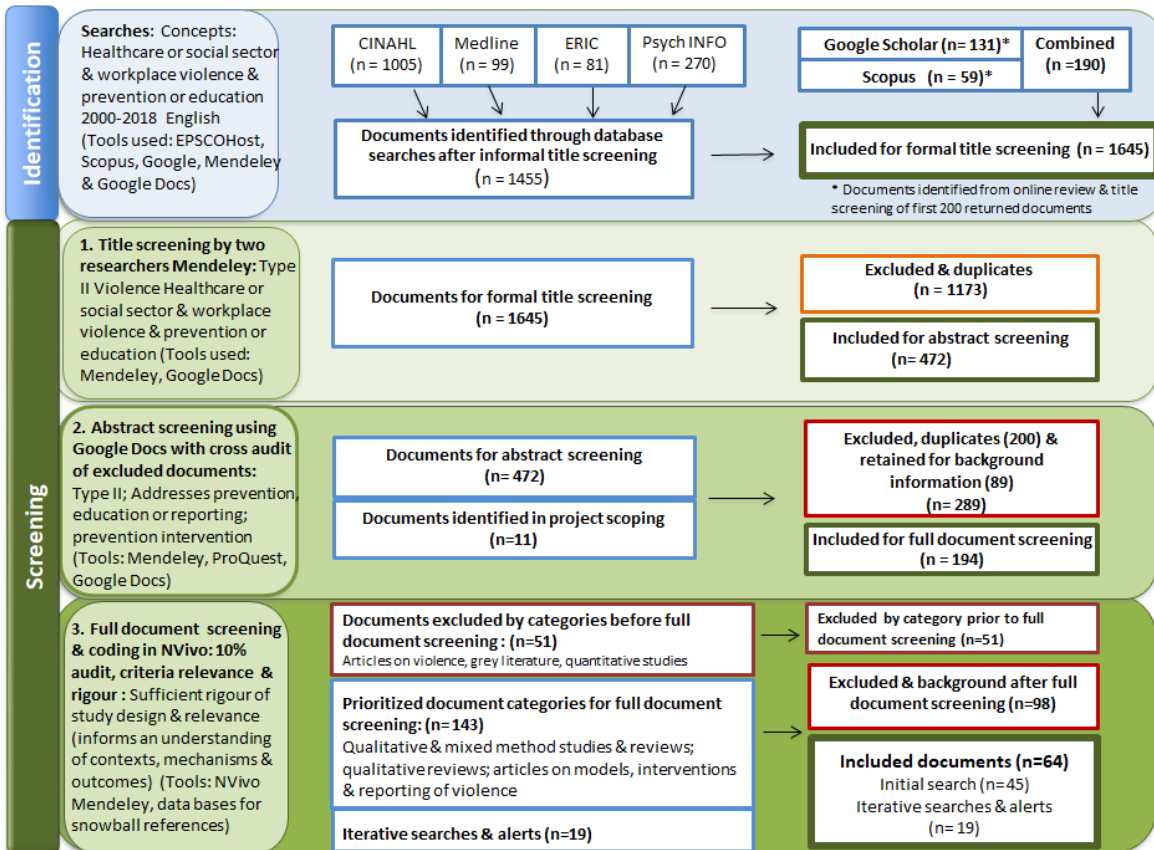 Identification
Searches: Concepts:
Healthcare or social sector
& workplace violence &
prevention or education
2000-2018 English
(Tools used: EPSCOHost,
Scopus, Google, Mendeley
& Google Docs)
CINAHL
(n = 1005)
Medline
(n = 99)
ERIC
(n = 81)
Psych INFO
(n = 270)
Google Scholar (n= 131)*
Scopus (n = 59)*
Combined
(n =190)
Documents identified through database
searches after informal title screening
(n = 1455)
Included for formal title screening (n = 1645)
* Documents identified from online review & title
screening of first 200 returned documents
Screening
1. Title screening by two
researchers Mendeley: Type
II Violence Healthcare or
social sector & workplace
violence & prevention or
education (Tools used:
Mendeley, Google Docs)
Documents for formal title screening
(n = 1645)
Excluded & duplicates
(n = 1173)
Included for abstract screening
(n= 472)
2. Abstract screening using
Google Docs with cross audit
of excluded documents:
Type II; Addresses prevention,
education or reporting;
prevention intervention
(Tools: Mendeley, ProQuest,
Google Docs)
Documents for abstract screening
(n= 472)
Documents identified in project scoping
(n=11)
Excluded, duplicates (200) &
retained for background
information (89)
(n= 289)
Included for full document screening
(n = 194)
3. Full document screening
& coding in NVivo: 10%
audit, criteria relevance &
rigour : Sufficient rigour of
study design & relevance
(informs an understanding
of contexts, mechanisms &
outcomes) (Tools: NVivo
Mendeley, data bases for
snowball references)
Documents excluded by categories before full
document screening : (n=51)
Articles on violence, grey literature, quantitative studies
Prioritized document categories for full document
screening: (n=143)
Qualitative & mixed method studies & reviews;
qualitative reviews; articles on models, interventions
& reporting of violence
Iterative searches & alerts (n=19)
Excluded by category prior to full
document screening (n=51)
Excluded & background after full
document screening (n=98)
Included documents (n=64)
Initial search (n=45)
Iterative searches & alerts
(n= 19)